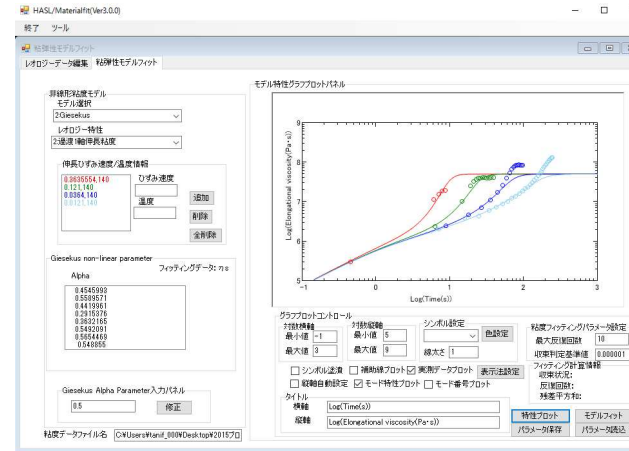 HASL/Materialfit(Ver3.0.0)
終了 ツール
粘弾性モデルフィット
レオロジーデータ編集 粘弾性モデルフィット
非線形粘度モデル
モデル選択
2:Giesekus
レオロジー特性
2:過渡1軸伸長粘度
伸長ひずみ速度/温度情報
0.3635554,140
0.121,140
0.0364,140
0.0121,140
ひずみ速度
温度
追加
削除
全削除
Giesekus non-linear parameter
フィッティングデータ: ηs
Alpha
0.4545993
0.5589571
0.4419961
0.2915376
0.3632165
0.5492091
0.5654469
0.548855
Giesekus Alpha Parameter入力パネル
0.5
修正
粘度データファイル名 C:¥Users¥tanif_000¥Desktop¥2015プロ
モデル特性グラフプロットパネル
Log(Elongational viscosity(Pa・s))
9
8
7
6
5
-1 0 1 2 3
Log(Time(s))
グラフプロットコントロール
対数横軸
最小値 -1
最大値 3
対数縦軸
最小値 5
最大値 9
シンボル設定
色設定
線太さ 1
シンボル塗潰 補助線プロット 実測データプロット 表示法設定
縦軸自動設定 モード特性プロット モード番号プロット
タイトル
横軸 Log(Time(s))
縦軸 Log(Elongational viscosity(Pa・s))
粘度フィッティングパラメータ設定
最大反復回数 10
収束判定基準値 0.000001
フィッティング計算情報
収束状況:
反復回数:
残差平方和:
特性プロット モデルフィット
パラメータ保存 パラメータ読込